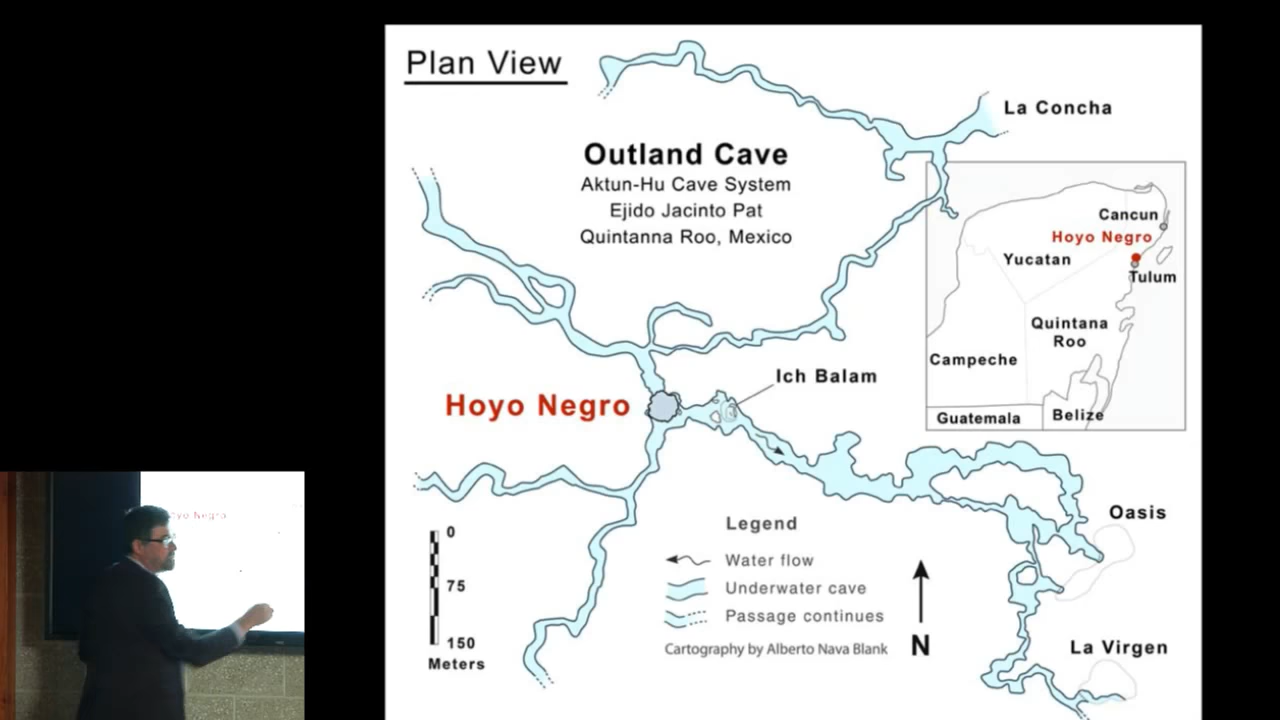 Plan View
Outland Cave
Aktun-Hu Cave System
Ejido Jacinto Pat
Quintanna Roo, Mexico
La Concha
Cancun
Hoyo Negro
Yucatan
Tulum
Quintana
Roo
Campeche
Guatemala
Belize
Ich Balam
Hoyo Negro
Oasis
La Virgen
0
75
150
Meters
Legend
Water flow
Underwater cave
Passage continues
Cartography by Alberto Nava Blank
N